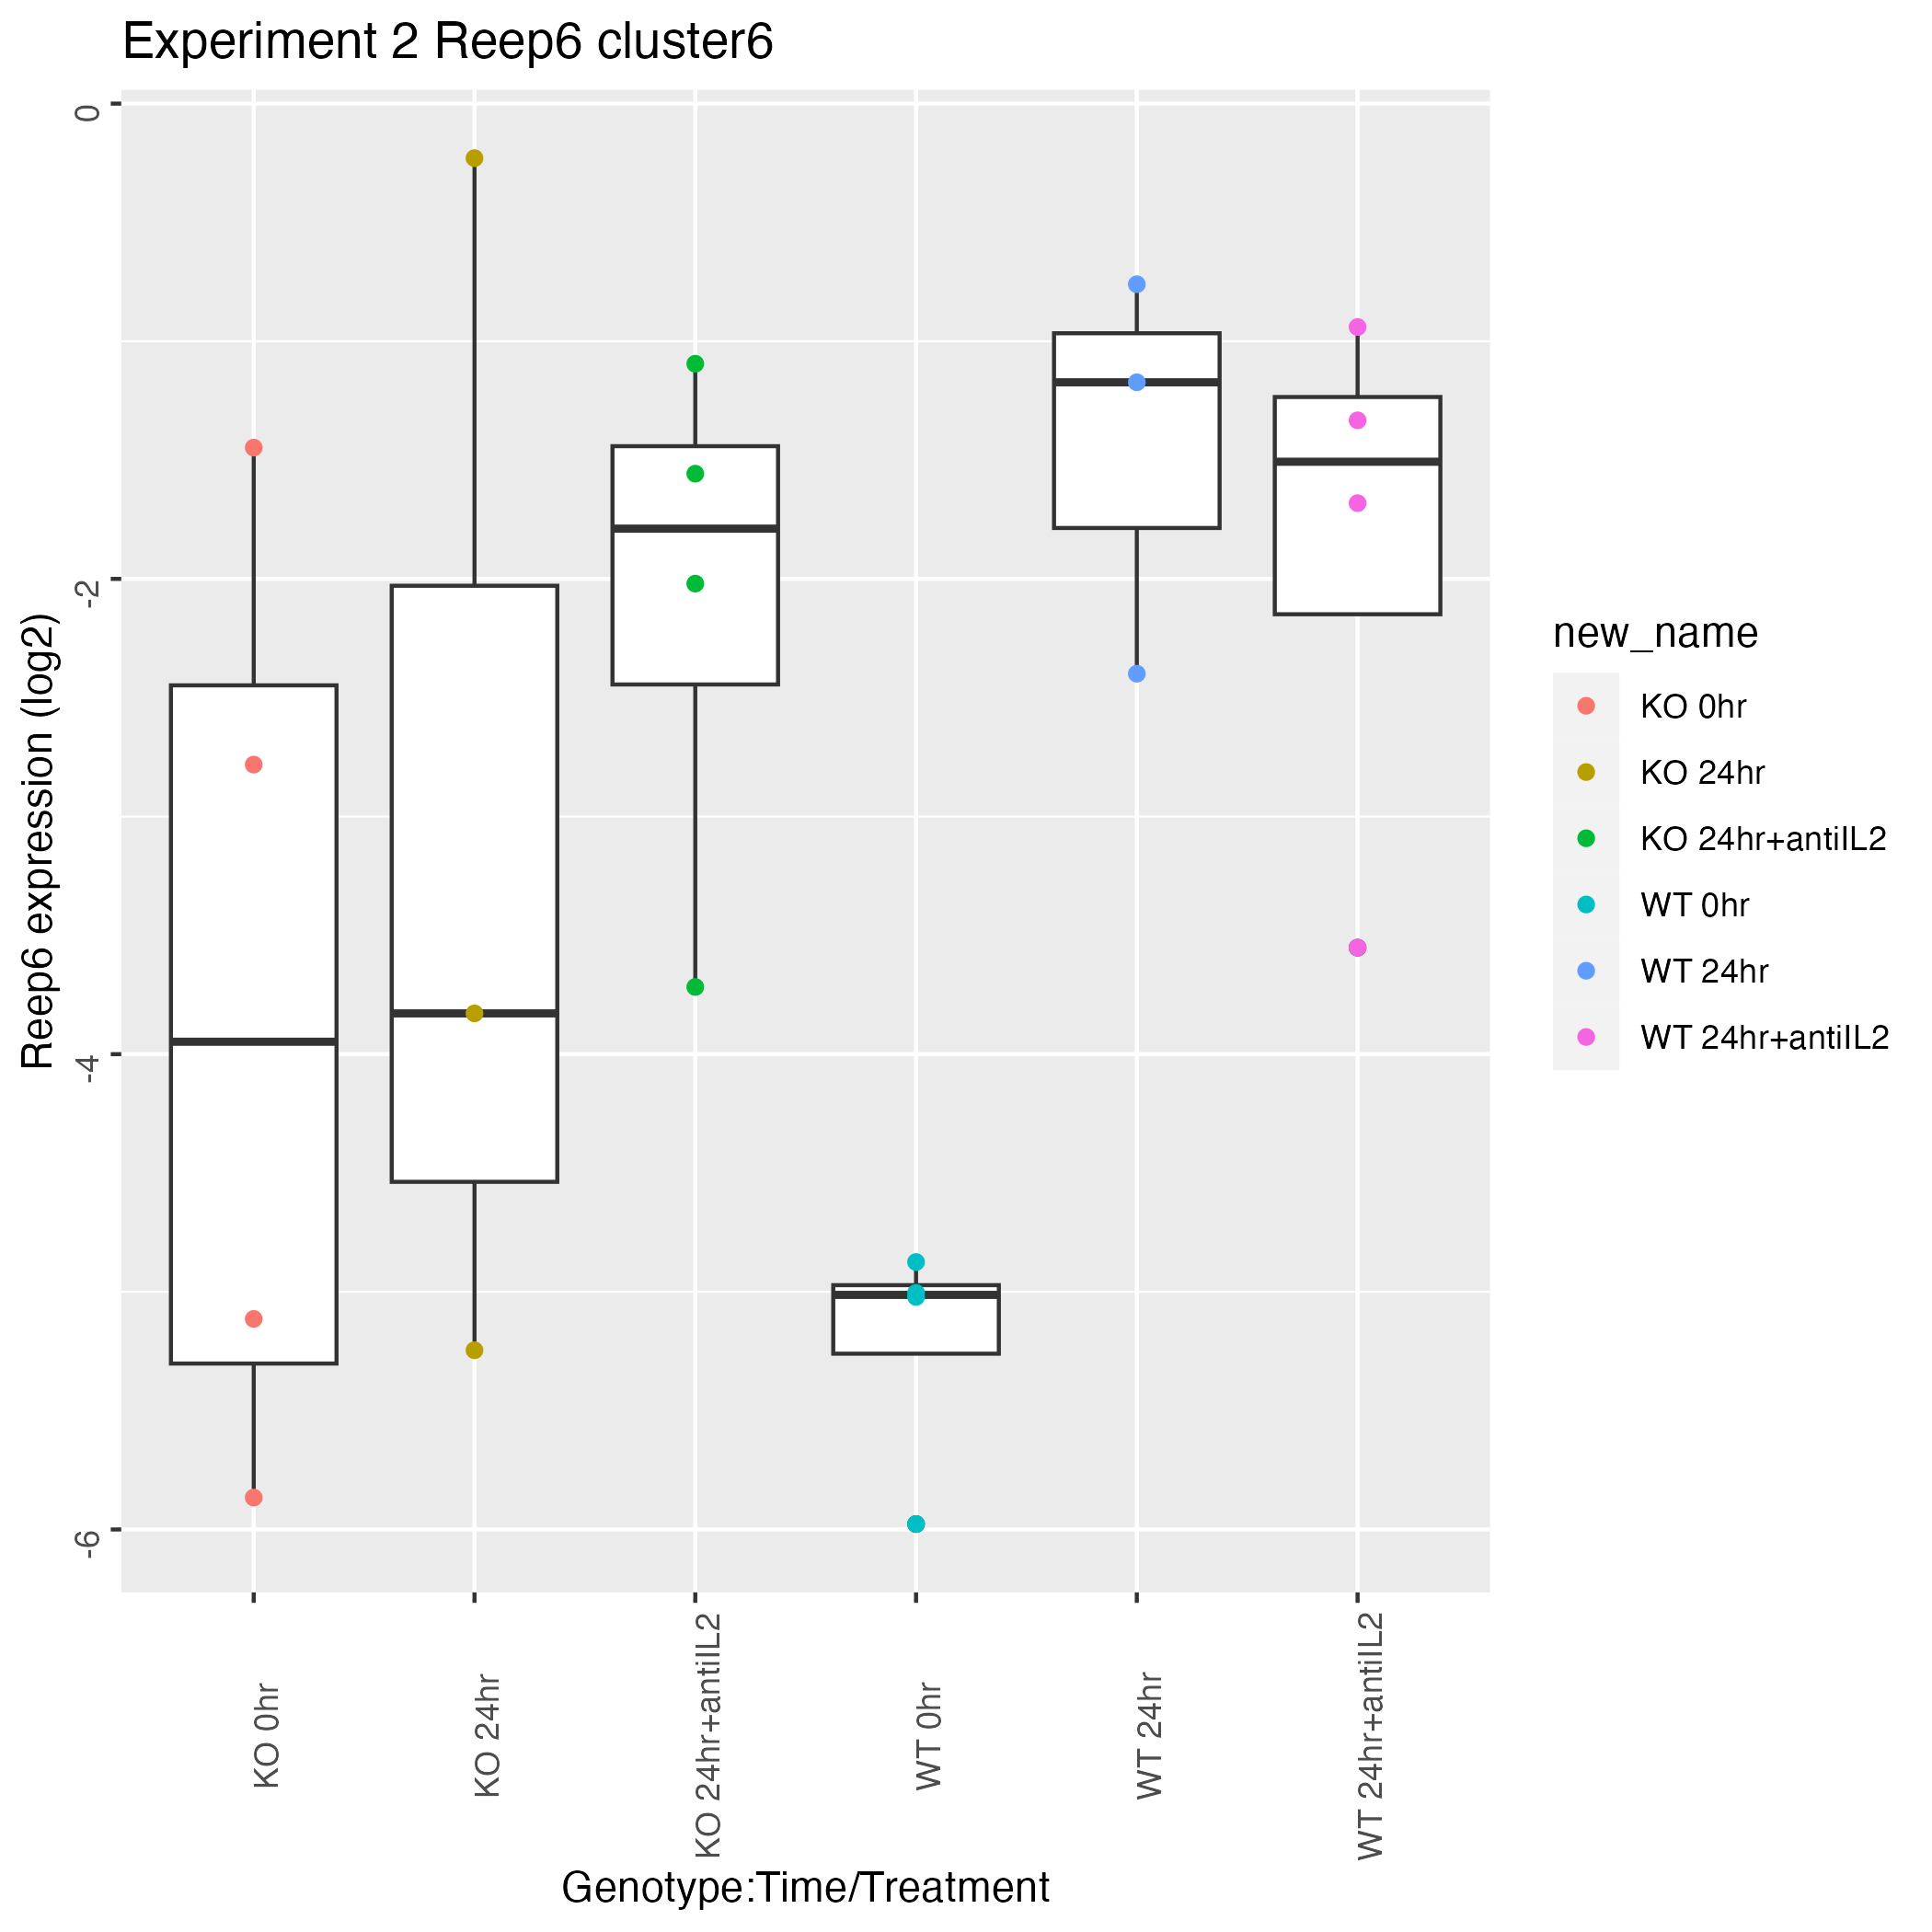 Experiment 2 Reep6 cluster6
0
-2
-4
-6
Reep6 expression (log2)
KO 0hr
KO 24hr
KO 24hr+antiIL2
WT 0hr
WT 24hr
WT 24hr+antiIL2
Genotype:Time/Treatment
new_name
KO 0hr
KO 24hr
KO 24hr+antiIL2
WT 0hr
WT 24hr
WT 24hr+antiIL2